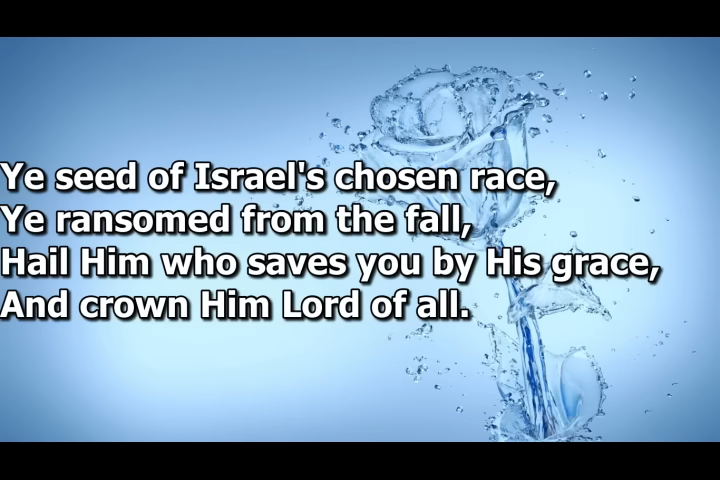 Ye seed of Israel's chosen race,
Ye ransomed from the fall,
Hail Him who saves you by His grace,
And crown Him Lord of all.